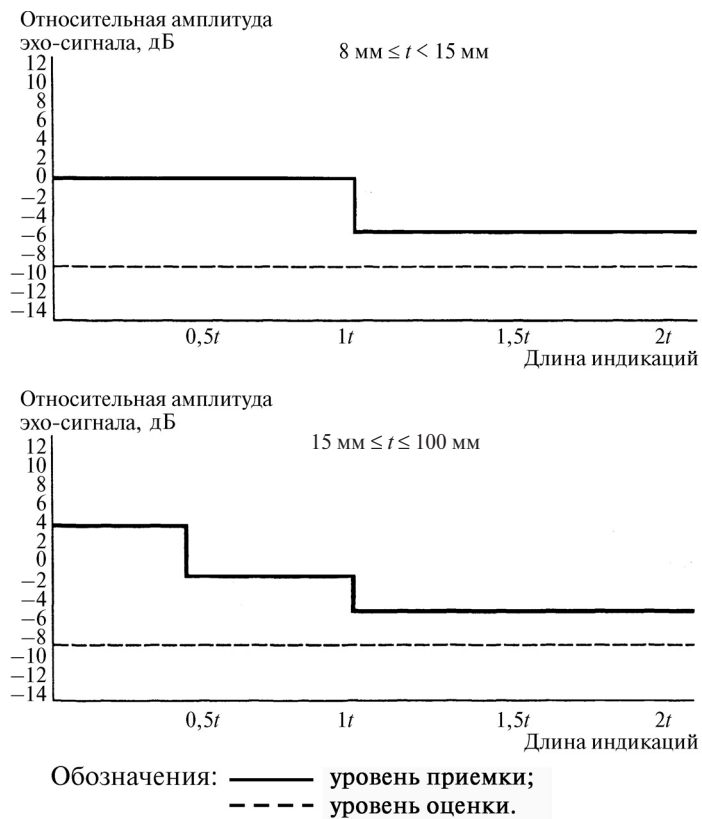 Относительная амплитуда
эхо-сигнала, дБ
8 мм ≤ t < 15 мм
12
10
8
6
4
2
0
−2
−4
−6
−8
−10
−12
−14
0,5t 1t 1,5t 2t
Длина индикаций
Относительная амплитуда
эхо-сигнала, дБ
15 мм ≤ t ≤ 100 мм
12
10
8
6
4
2
0
−2
−4
−6
−8
−10
−12
−14
0,5t 1t 1,5t 2t
Длина индикаций
Обозначения: уровень приемки;
уровень оценки.